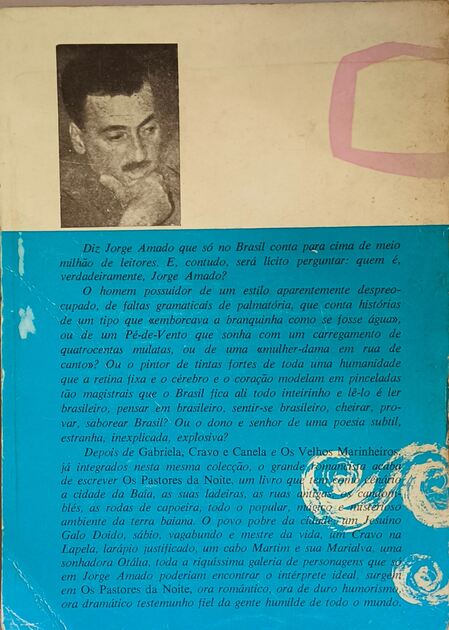 Diz Jorge Amado que só no Brasil conta para cima de meio
milhão de leitores. E, contudo, será lícito perguntar: quem é,
verdadeiramente, Jorge Amado?
O homem possuidor de um estilo aparentemente despreo-
cupado, de faltas gramaticais de palmatória, que conta histórias
de um tipo que «emborcava a branquinha como se fosse água»,
ou de um Pé-de-Vento que sonha com um carregamento de
quatrocentas mulatas, ou de uma «mulher-dama em rua de
canto»? Ou o pintor de tintas fortes de toda uma humanidade
que a retina fixa e o cérebro e o coração modelam em pinceladas
tão magistrais que o Brasil fica ali todo inteirinho e lê-lo é ler
brasileiro, pensar em brasileiro, sentir-se brasileiro, cheirar, pro-
var, saborear Brasil? Ou o dono e senhor de uma poesia subtil,
estranha, inexplicada, explosiva?
Depois de Gabriela, Cravo e Canela e Os Velhos Marinheiros,
já integrados nesta mesma colecção, o grande romancista acaba
de escrever Os Pastores da Noite, um livro que tem como cenário
a cidade da Baía, as suas ladeiras, as ruas antigas, os candom-
blés, as rodas de capoeira, todo o popular, mágico e misterioso
ambiente da terra baiana. O povo pobre da cidade, um Jesuíno
Galo Doido, sábio, vagabundo e mestre da vida, um Cravo na
Lapela, larápio justificado, um cabo Martim e sua Marialva, uma
sonhadora Otália, toda a riquíssima galeria de personagens que só
em Jorge Amado poderiam encontrar o intérprete ideal, surgem
em Os Pastores da Noite, ora romântico, ora de duro humorismo,
ora dramático testemunho fiel da gente humilde de todo o mundo.